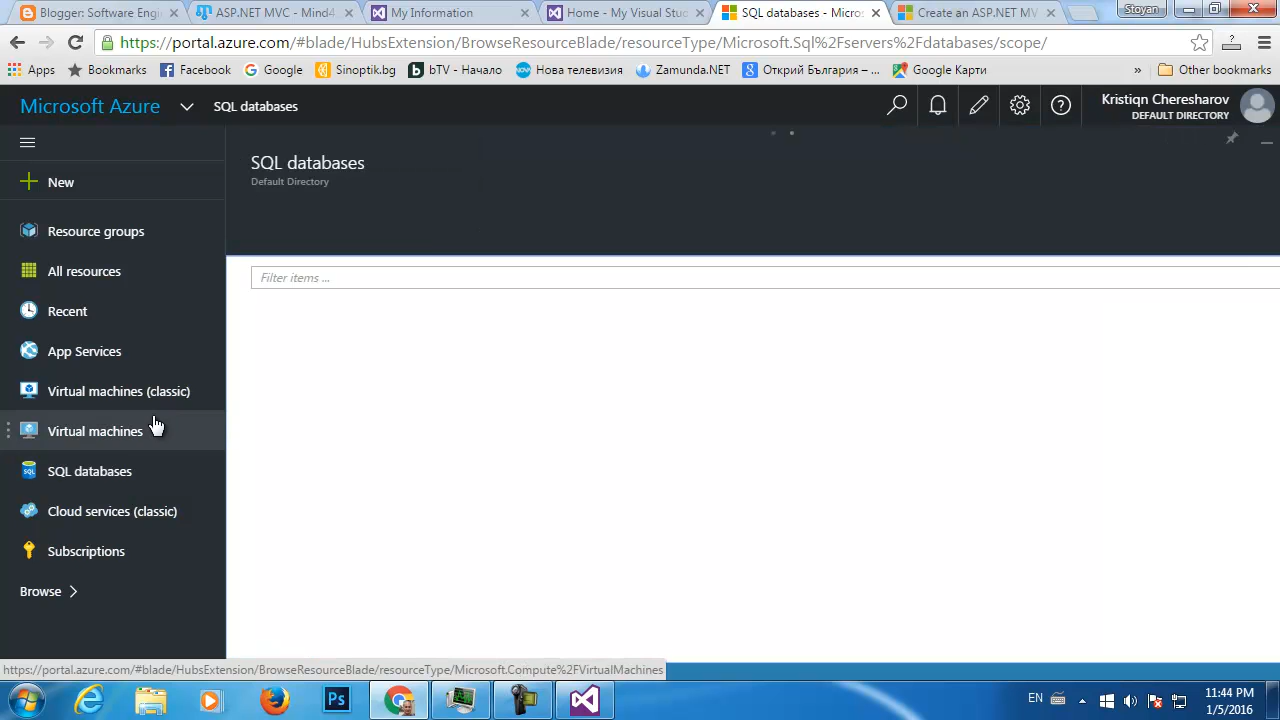 Blogger: Software Engi
ASP.NET MVC - Mind4
My Information
Home - My Visual Stud
SQL databases - Micros
Create an ASP.NET MV
Stoyan
https://portal.azure.com/#blade/HubsExtension/BrowseResourceBlade/resourceType/Microsoft.Sql%2Fservers%2Fdatabases/scope/
Apps
Bookmarks
Facebook
Google
Sinoptik.bg
bTV - Начало
Нова телевизия
Zamunda.NET
Открий България – ...
Google Карти
»
Other bookmarks
Microsoft Azure
SQL databases
Kristiqn Cheresharov
DEFAULT DIRECTORY
SQL databases
Default Directory
Filter items ...
New
Resource groups
All resources
Recent
App Services
Virtual machines (classic)
Virtual machines
SQL databases
Cloud services (classic)
Subscriptions
Browse
https://portal.azure.com/#blade/HubsExtension/BrowseResourceBlade/resourceType/Microsoft.Compute%2FVirtualMachines
Ps
EN
11:44 PM
1/5/2016